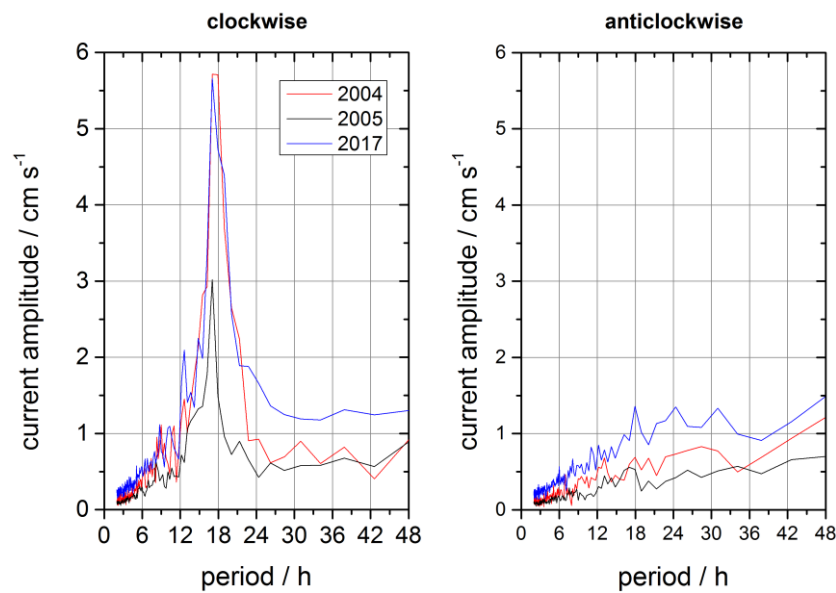 clockwise
anticlockwise
6
5
4
3
2
1
0
current amplitude / cm s⁻¹
2004
2005
2017
0 6 12 18 24 30 36 42 48
period / h
6
5
4
3
2
1
0
current amplitude / cm s⁻¹
0 6 12 18 24 30 36 42 48
period / h